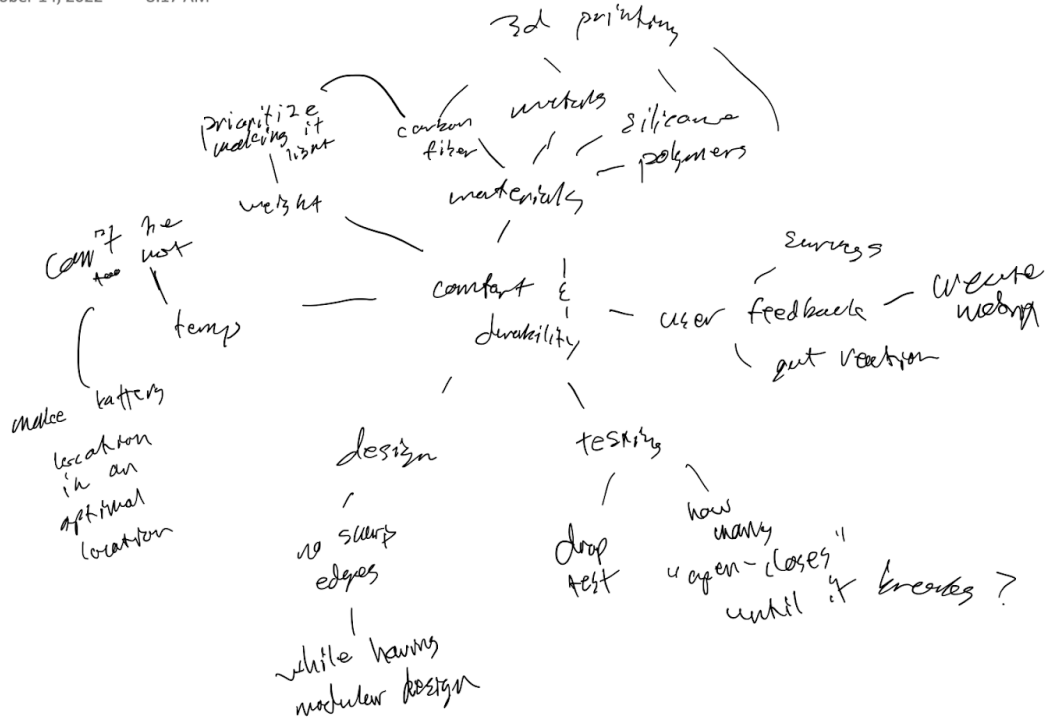 3d printing
prioritize
making it
light
carbon
fiber
metals
silicone
polymers
weight
materials
can't be
too hot
temp
comfort &
durability
user feedback
surveys
create
gut reaction
make battery
location
in an
optimal
location
design
testing
no sharp
edges
drop
test
how
many
"open-closes"
until it breaks?
while having
modular design